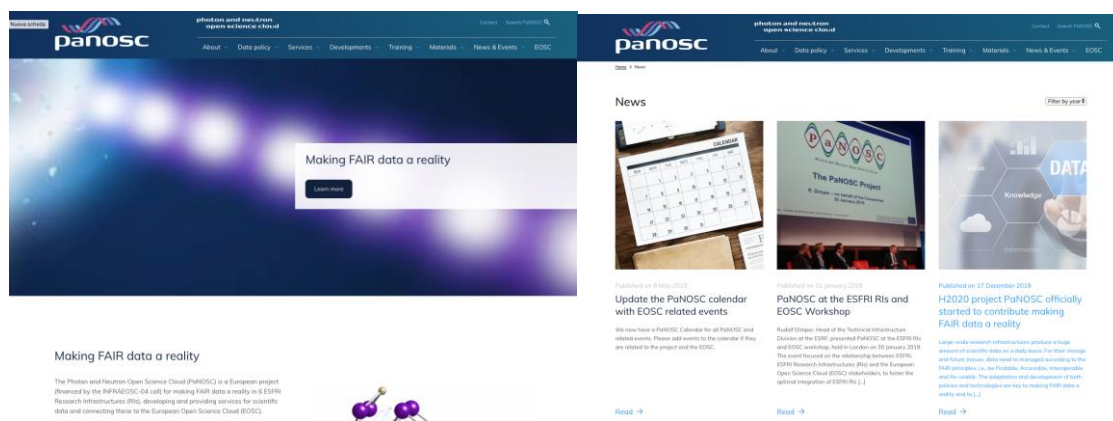 Nuova scheda
panosc
photon and neutron
open science cloud
Contact Search PaNOSC
About Data policy Services Developments Training Materials News & Events EOSC
Making FAIR data a reality
Learn more
Making FAIR data a reality
The Photon and Neutron Open Science Cloud (PaNOSC) is a European project
(financed by the INFRAEOSC-04 call) for making FAIR data a reality in 6 ESFRI
Research Infrastructures (RIs), developing and providing services for scientific
data and connecting these to the European Open Science Cloud (EOSC).
panosc
photon and neutron
open science cloud
Contact Search PaNOSC
About Data policy Services Developments Training Materials News & Events EOSC
Home > News
News
Filter by year
CALENDAR
Published on 8 May 2019
Update the PaNOSC calendar
with EOSC related events
We now have a PaNOSC Calendar for all PaNOSC and
related events. Please add events to the calendar if they
are related to the project and the EOSC.
Read →
PaNOSC
The PaNOSC Project
Published on 31 January 2019
PaNOSC at the ESFRI RIs and
EOSC Workshop
Rudolf Dimper, Head of the Technical Infrastructure
Division at the ESRF, presented PaNOSC at the ESFRI RIs
and EOSC workshop, held in London on 30 January 2019.
The event focused on the relationship between ESFRI,
ESFRI Research Infrastructures (RIs) and the European
Open Science Cloud (EOSC) stakeholders, to foster the
optimal integration of ESFRI RIs [...]
Read →
DATA
Value
Knowledge
Information
Published on 17 December 2018
H2020 project PaNOSC officially
started to contribute making
FAIR data a reality
Large-scale research infrastructures produce a huge
amount of scientific data on a daily basis. For their storage
and future (re)use, data need to managed according to the
FAIR principles, i.e., be Findable, Accessible, Interoperable
and Re-usable. The adaptation and development of both
policies and technologies are key to making FAIR data a
reality and to [...]
Read →